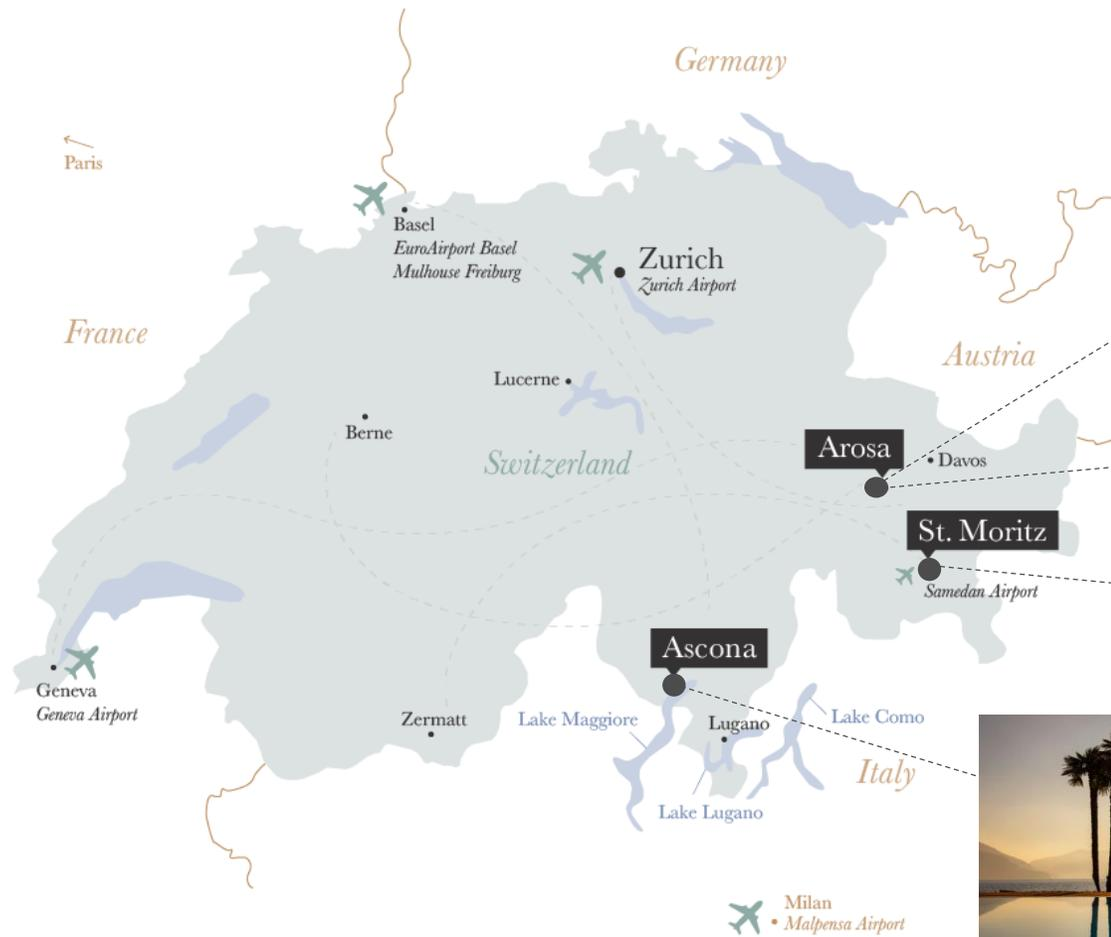 Germany
Paris
Basel
EuroAirport Basel
Mulhouse Freiburg
Zurich
Zurich Airport
France
Austria
Lucerne
Berne
Arosa
Davos
Switzerland
St. Moritz
Samedan Airport
Ascona
Geneva
Geneva Airport
Zermatt
Lake Maggiore
Lugano
Lake Como
Italy
Lake Lugano
Milan
Malpensa Airport